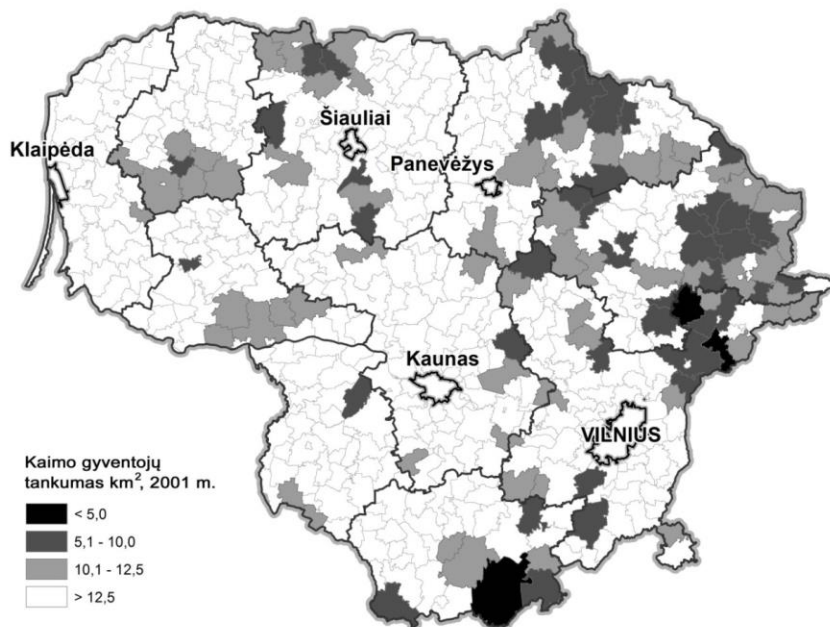 Klaipėda
Šiauliai
Panevėžys
Kaunas
VILNIUS
Kaimo gyventojų
tankumas km², 2001 m.
< 5,0
5,1 - 10,0
10,1 - 12,5
> 12,5